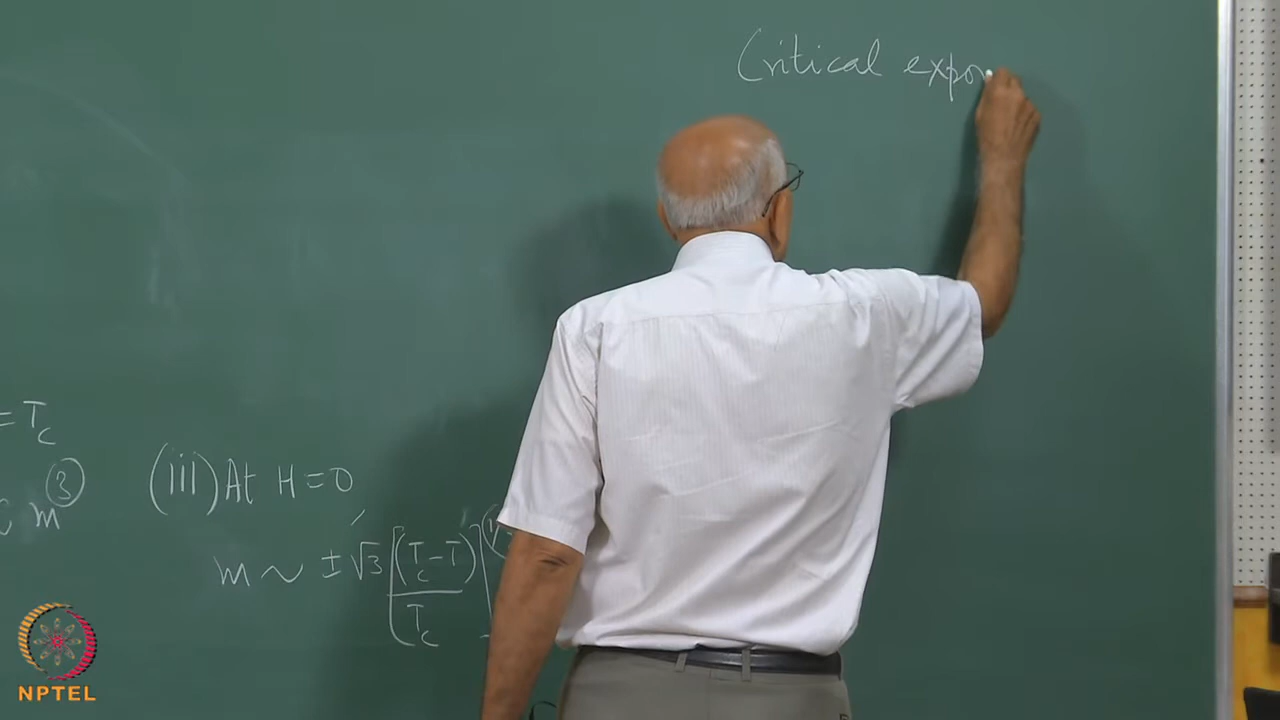 Critical expon
= T_c
m^3
(iii) At H = 0
m ~ ± √3 [(T_c - T) / T_c]
NPTEL